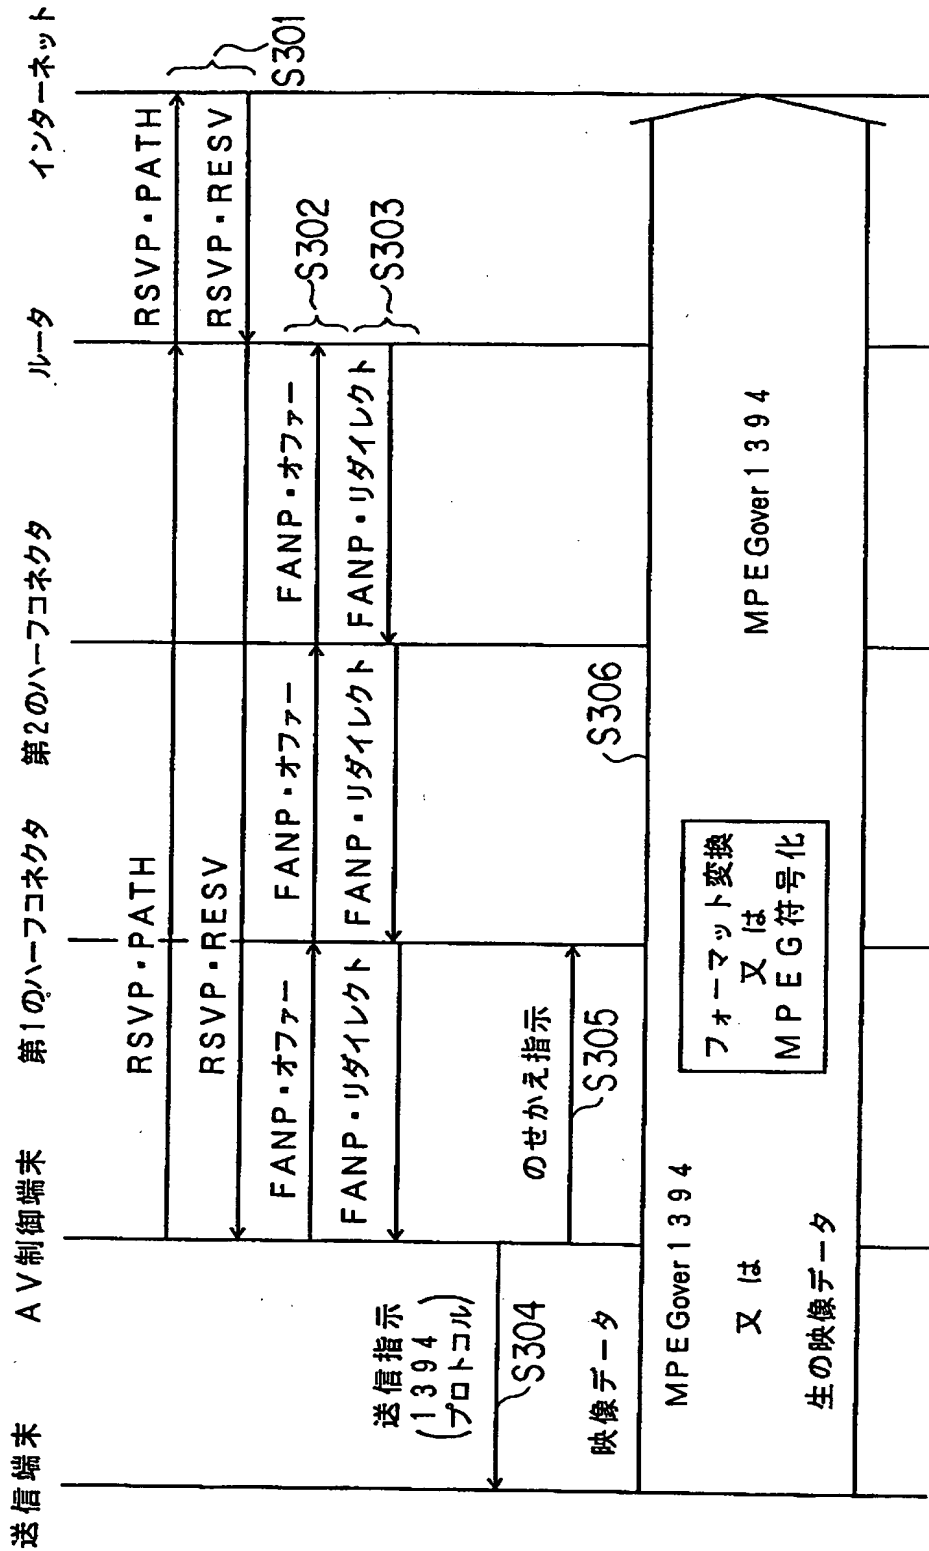 送信端末
AV制御端末
第1のハーフコネクタ
第2のハーフコネクタ
ルータ
インターネット
RSVP・PATH
RSVP・PATH
S301
RSVP・RESV
RSVP・RESV
FANP・オファー
FANP・オファー
FANP・オファー
S302
FANP・リダイレクト
FANP・リダイレクト
FANP・リダイレクト
S303
送信指示
(1394
プロトコル)
S304
のせかえ指示
S305
映像データ
S306
MPEGover1394
又は
生の映像データ
フォーマット変換
又は
MPEG符号化
MPEGover1394